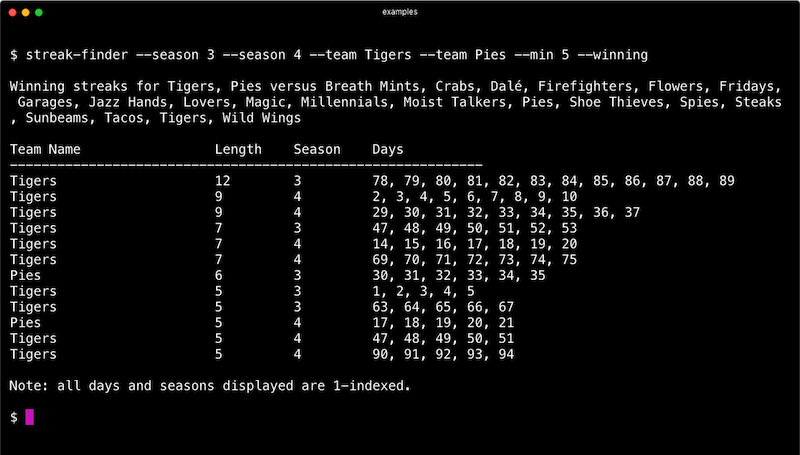 examples
$ streak-finder --season 3 --season 4 --team Tigers --team Pies --min 5 --winning
Winning streaks for Tigers, Pies versus Breath Mints, Crabs, Dalé, Firefighters, Flowers, Fridays,
Garages, Jazz Hands, Lovers, Magic, Millennials, Moist Talkers, Pies, Shoe Thieves, Spies, Steaks
, Sunbeams, Tacos, Tigers, Wild Wings
Team Name Length Season Days
------------------------------------------------------------
Tigers 12 3 78, 79, 80, 81, 82, 83, 84, 85, 86, 87, 88, 89
Tigers 9 4 2, 3, 4, 5, 6, 7, 8, 9, 10
Tigers 9 4 29, 30, 31, 32, 33, 34, 35, 36, 37
Tigers 7 3 47, 48, 49, 50, 51, 52, 53
Tigers 7 4 14, 15, 16, 17, 18, 19, 20
Tigers 7 4 69, 70, 71, 72, 73, 74, 75
Pies 6 3 30, 31, 32, 33, 34, 35
Tigers 5 3 1, 2, 3, 4, 5
Tigers 5 3 63, 64, 65, 66, 67
Pies 5 4 17, 18, 19, 20, 21
Tigers 5 4 47, 48, 49, 50, 51
Tigers 5 4 90, 91, 92, 93, 94
Note: all days and seasons displayed are 1-indexed.
$